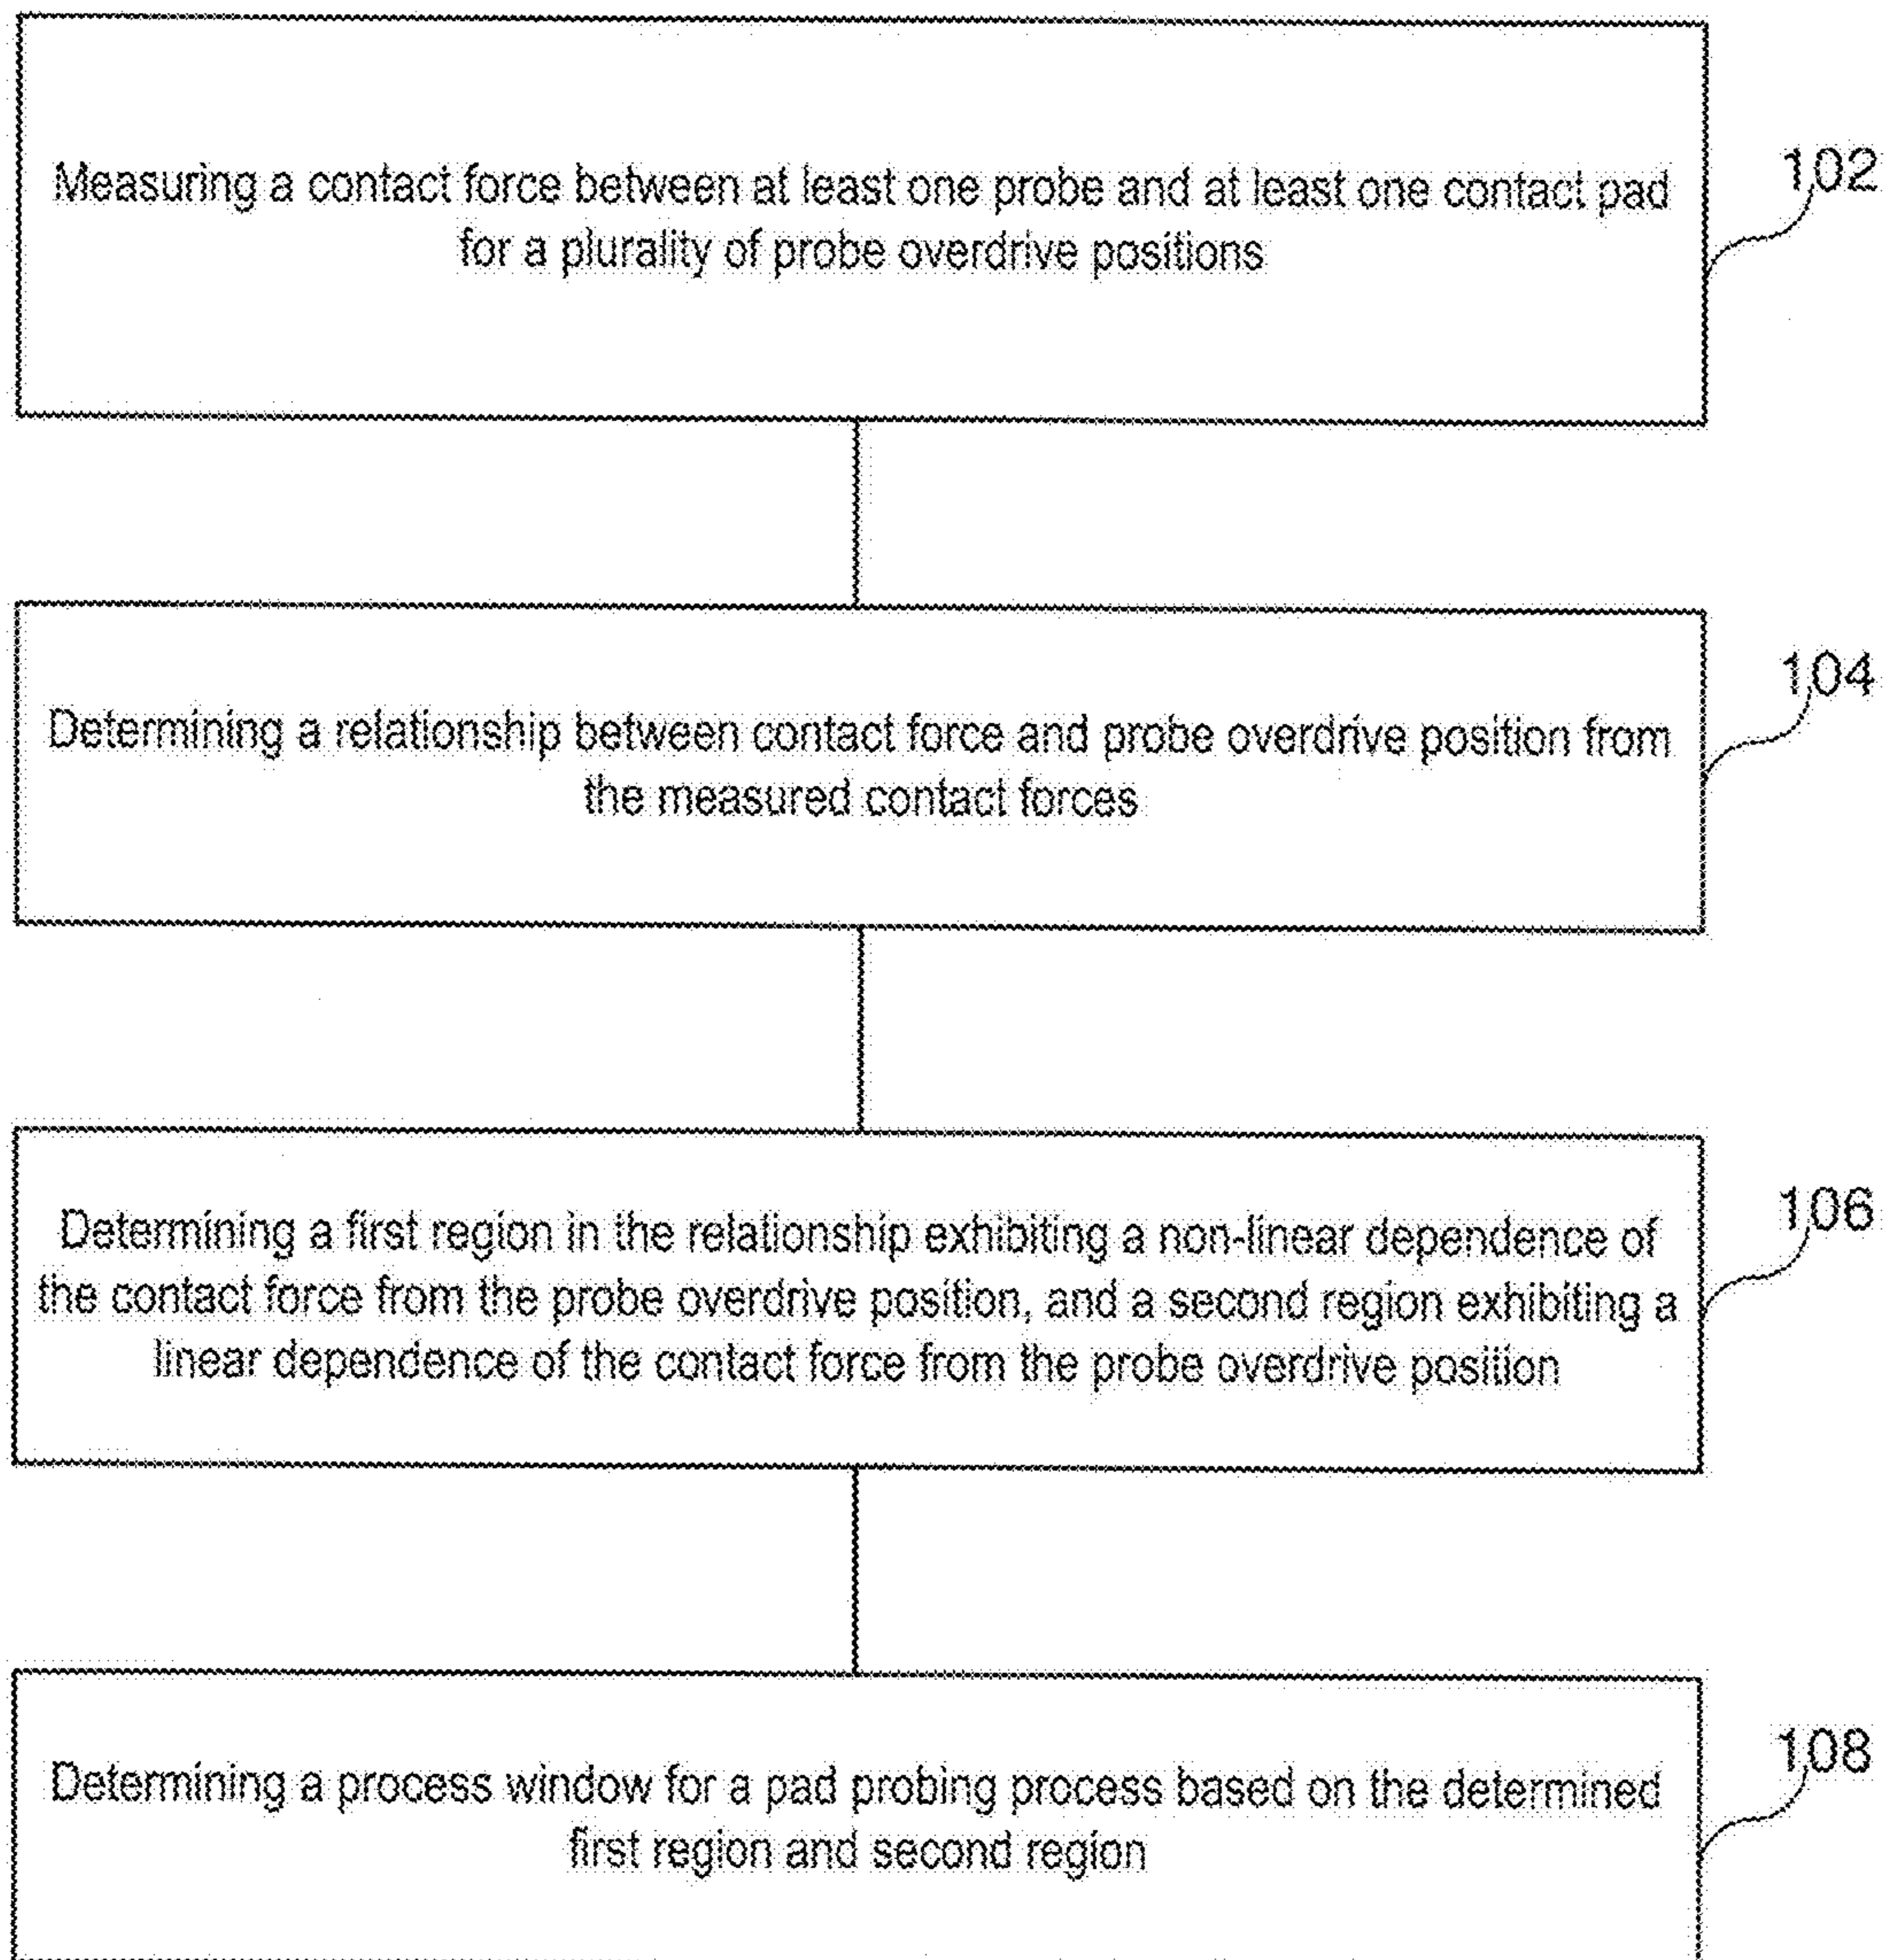 Measuring a contact force between at least one probe and at least one contact pad
for a plurality of probe overdrive positions
102
Determining a relationship between contact force and probe overdrive position from
the measured contact forces
104
Determining a first region in the relationship exhibiting a non-linear dependence of
the contact force from the probe overdrive position, and a second region exhibiting a
linear dependence of the contact force from the probe overdrive position
106
Determining a process window for a pad probing process based on the determined
first region and second region
108